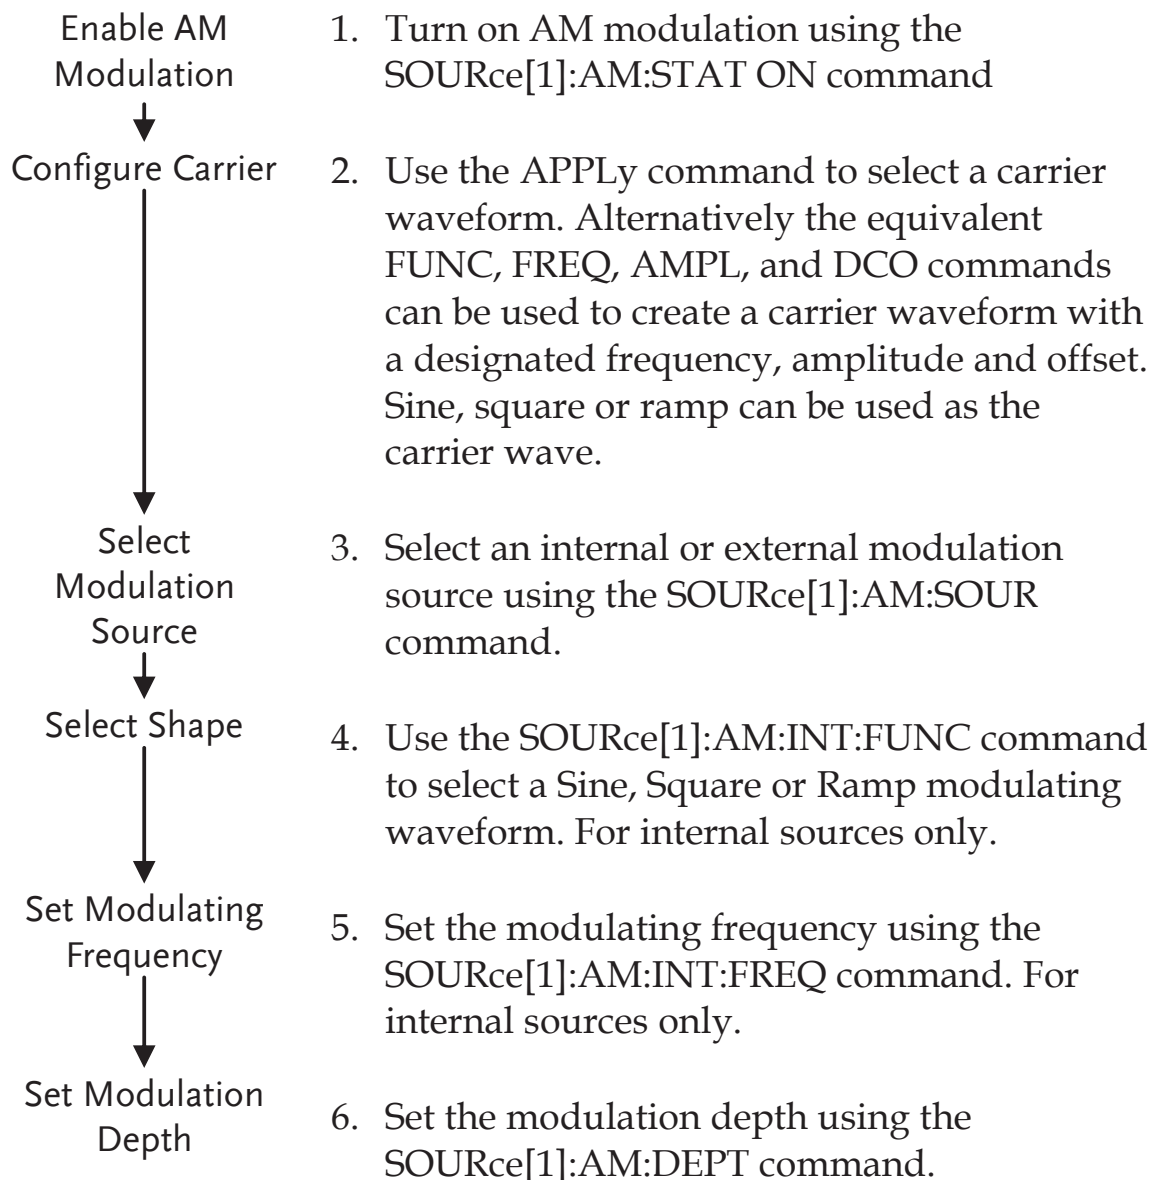 Enable AM
Modulation
1. Turn on AM modulation using the
SOURce[1]:AM:STAT ON command
Configure Carrier
2. Use the APPLy command to select a carrier
waveform. Alternatively the equivalent
FUNC, FREQ, AMPL, and DCO commands
can be used to create a carrier waveform with
a designated frequency, amplitude and offset.
Sine, square or ramp can be used as the
carrier wave.
Select
Modulation
Source
3. Select an internal or external modulation
source using the SOURce[1]:AM:SOUR
command.
Select Shape
4. Use the SOURce[1]:AM:INT:FUNC command
to select a Sine, Square or Ramp modulating
waveform. For internal sources only.
Set Modulating
Frequency
5. Set the modulating frequency using the
SOURce[1]:AM:INT:FREQ command. For
internal sources only.
Set Modulation
Depth
6. Set the modulation depth using the
SOURce[1]:AM:DEPT command.